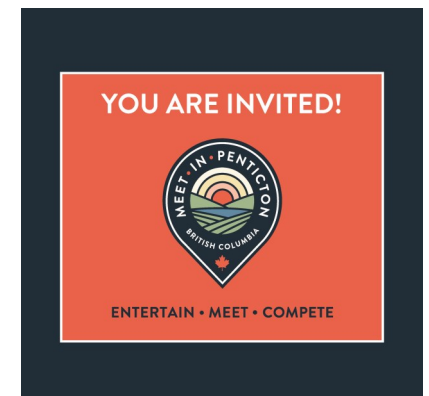 YOU ARE INVITED!
MEET • IN • PENTICTON
BRITISH COLUMBIA
ENTERTAIN • MEET • COMPETE